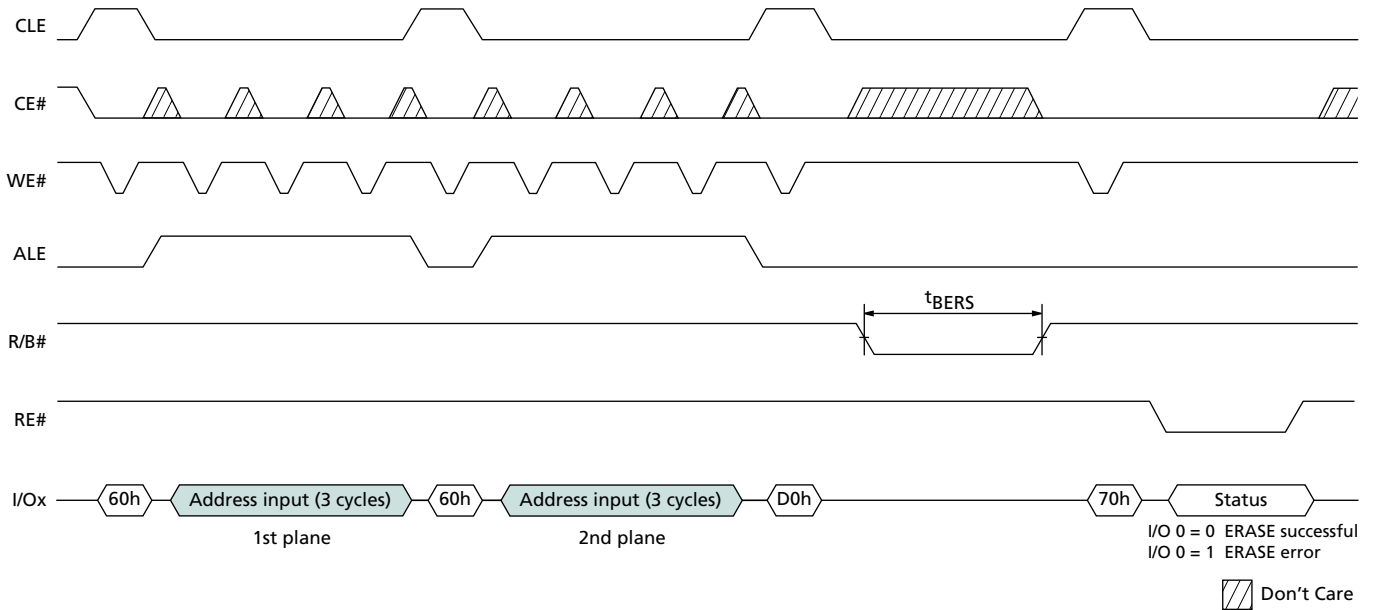 CLE
CE#
WE#
ALE
tBERS
R/B#
RE#
I/Ox 60h Address input (3 cycles) 60h Address input (3 cycles) D0h 70h Status
1st plane 2nd plane
I/O 0 = 0 ERASE successful
I/O 0 = 1 ERASE error
Don't Care